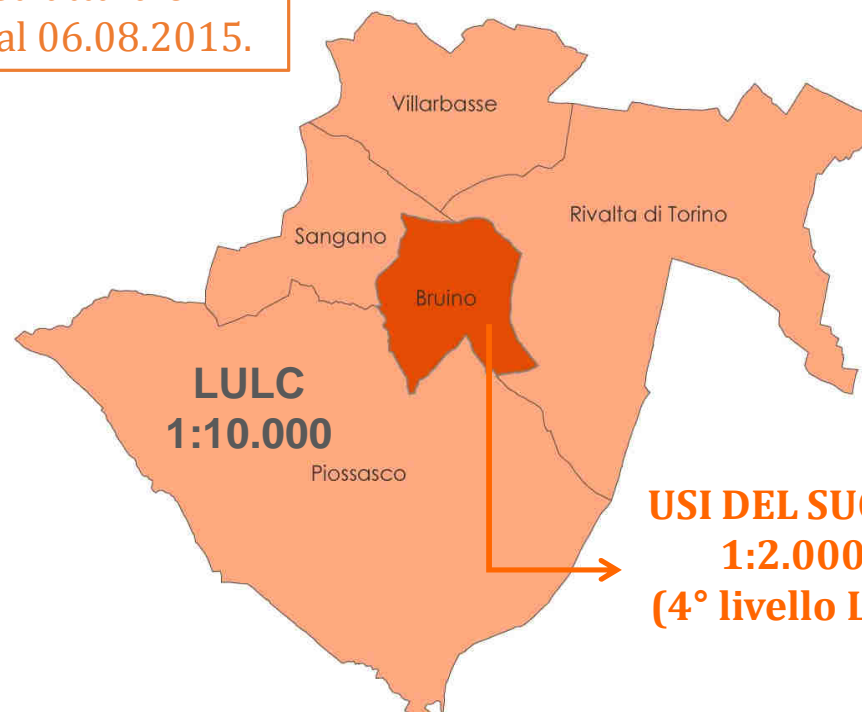 al 06.08.2015.
Villarbasse
Rivalta di Torino
Sangano
Bruino
LULC
1:10.000
Piossasco
USI DEL
1:2.000
(4° livello